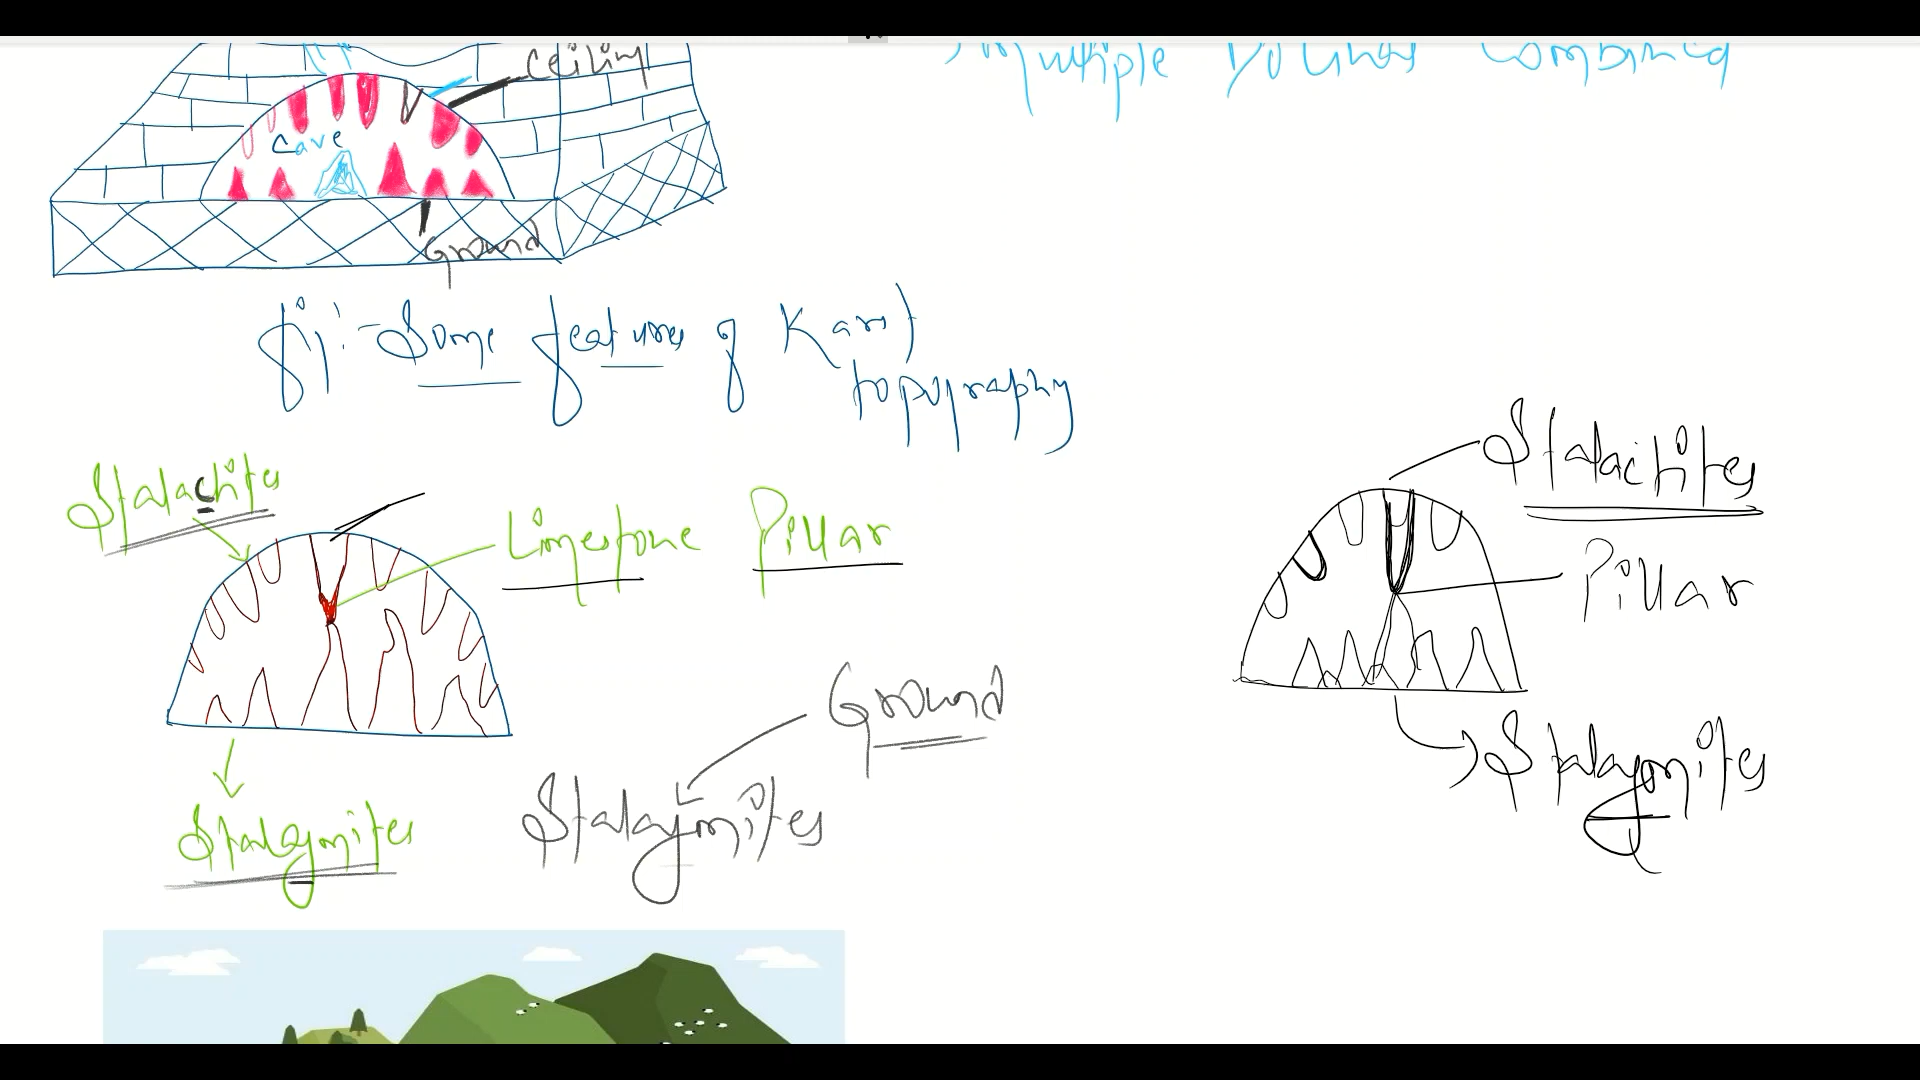 Ceiling
Multiple Dolines Combined
Cave
Ground
fig:- Some features of Karst
topography
Stalactites
Stalactites
Limestone Pillar
Pillar
Ground
Stalagmites
Stalagmites
Stalagmites